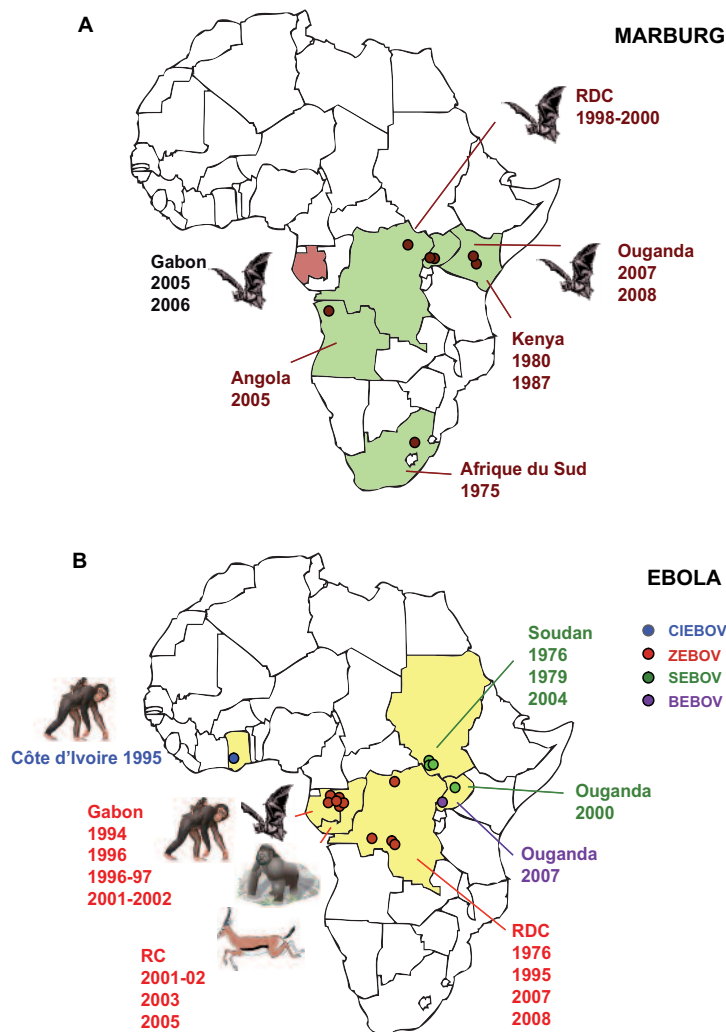 A
MARBURG
RDC
1998-2000
Gabon
2005
2006
Ouganda
2007
2008
Kenya
1980
1987
Angola
2005
Afrique du Sud
1975
B
EBOLA
CIEBOV
ZEBOV
SEBOV
BEBOV
Soudan
1976
1979
2004
Côte d’Ivoire 1995
Ouganda
2000
Gabon
1994
1996
1996-97
2001-2002
Ouganda
2007
RDC
1976
1995
2007
2008
RC
2001-02
2003
2005